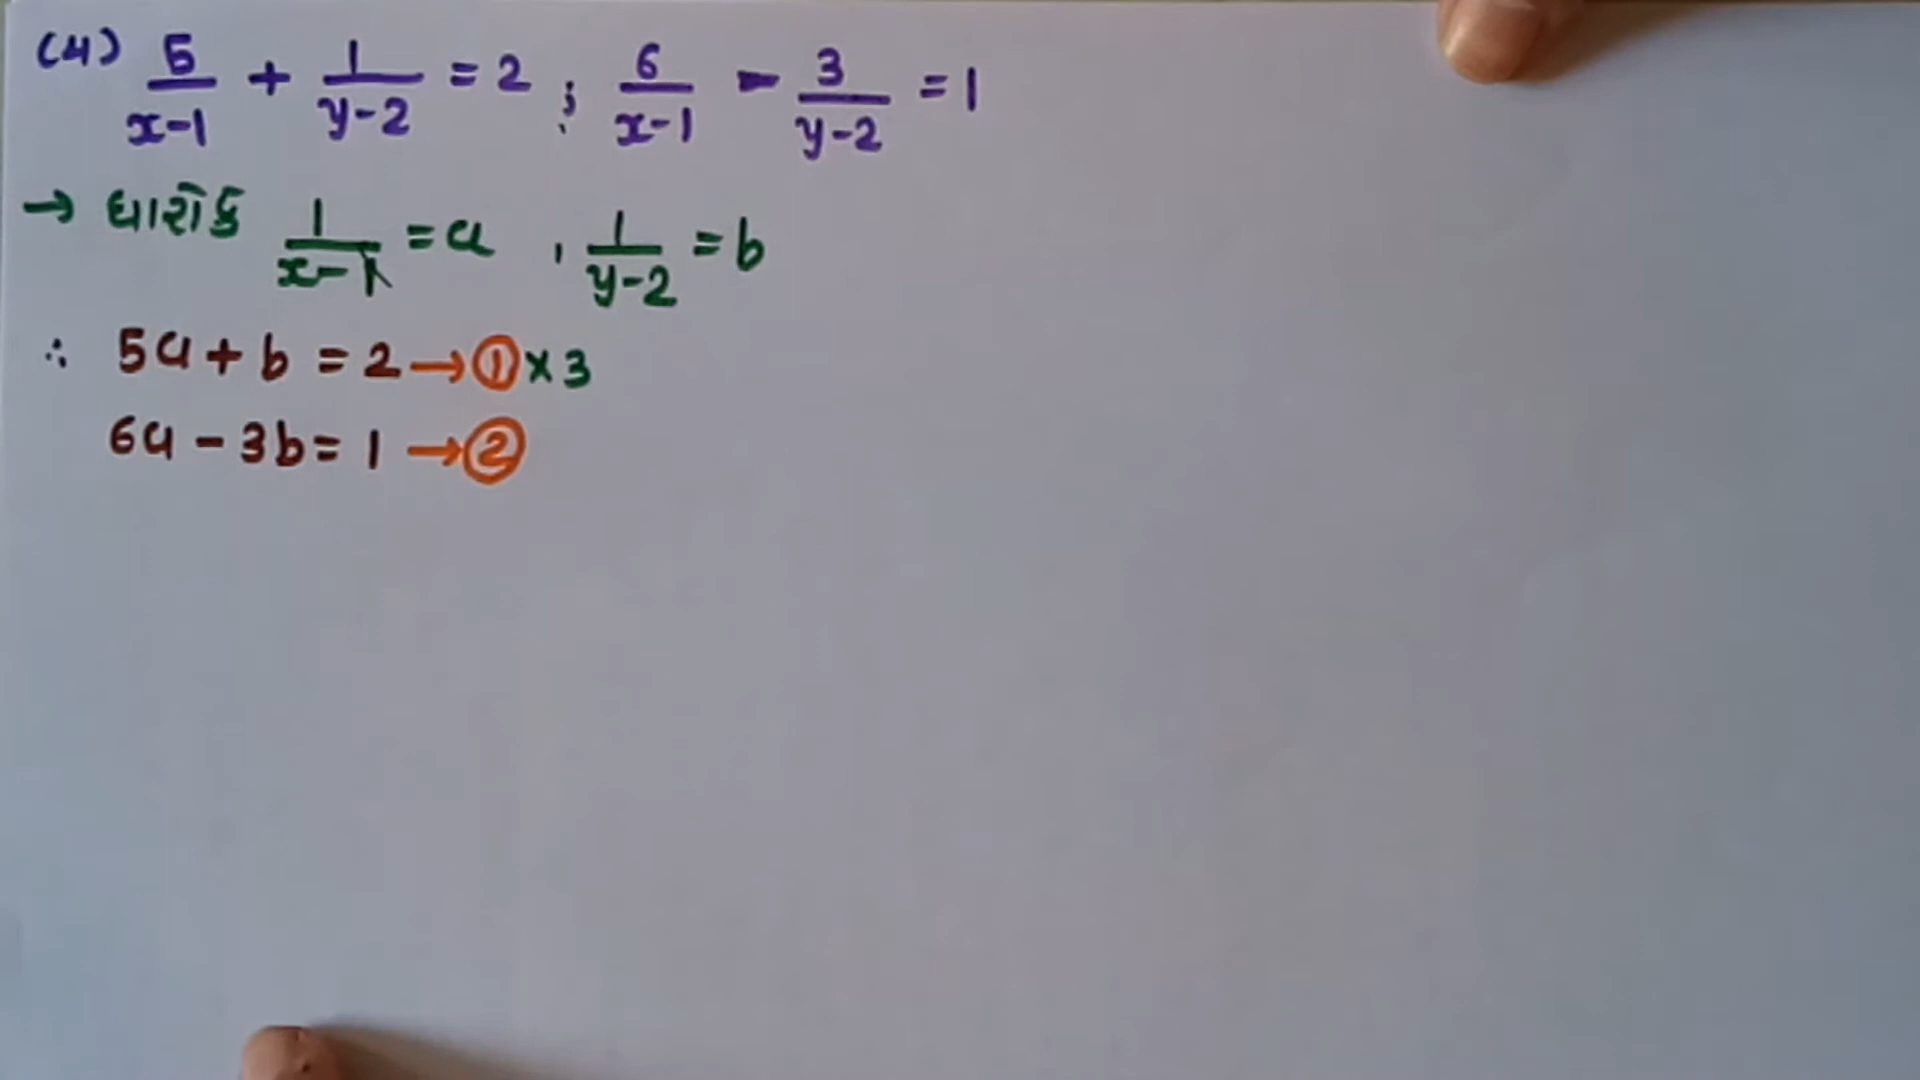 (૫) 5/(x-1) + 1/(y-2) = 2 ; 6/(x-1) - 3/(y-2) = 1
→ ધારોકે 1/(x-1) = a , 1/(y-2) = b
∴ 5a + b = 2 → ① × 3
6a - 3b = 1 → ②